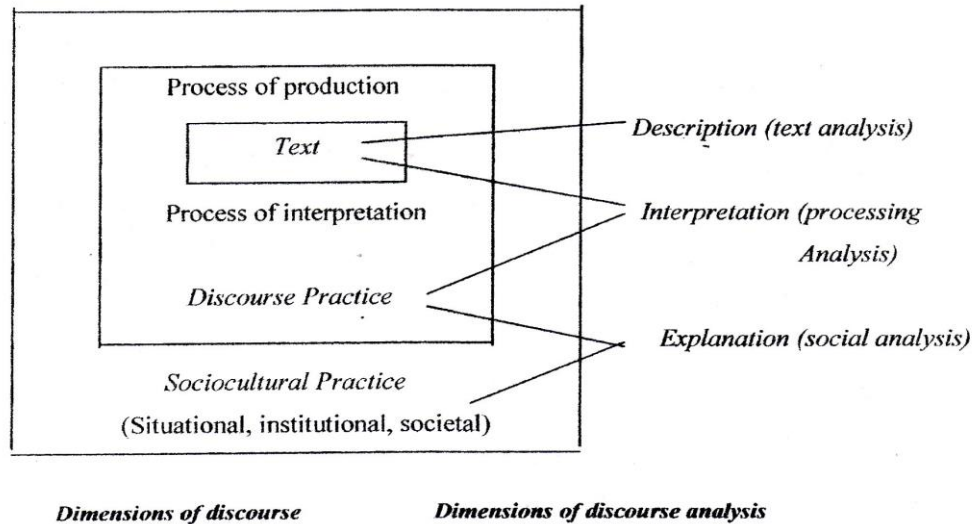 Process of production
Text
Description (text analysis)
Process of interpretation
Interpretation (processing
Analysis)
Discourse Practice
Explanation (social analysis)
Sociocultural Practice
(Situational, institutional, societal)
Dimensions of discourse
Dimensions of discourse analysis